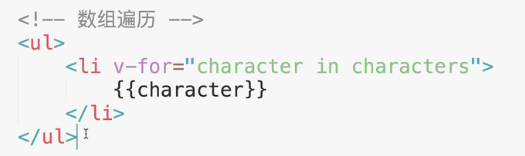 <!-- 数组遍历 -->
<ul>
    <li v-for="character in characters">
        {{character}}
    </li>
</ul>